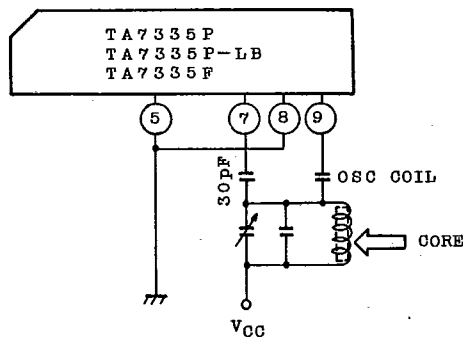 TA7335P
TA7335P-LB
TA7335F
5 7 8 9
30pF
OSC COIL
CORE
VCC